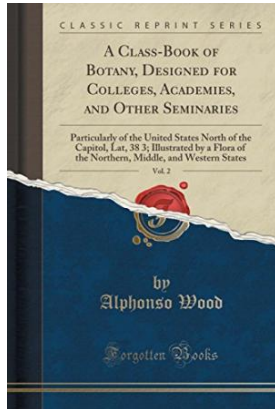 CLASSIC REPRINT SERIES
A Class-Book of
Botany, Designed for
Colleges, Academies,
and Other Seminaries
Particularly of the United States North of the
Capitol, Lat, 38 3; Illustrated by a Flora of
the Northern, Middle, and Western States
Vol. 2
by
Alphonso Wood
Forgotten Books